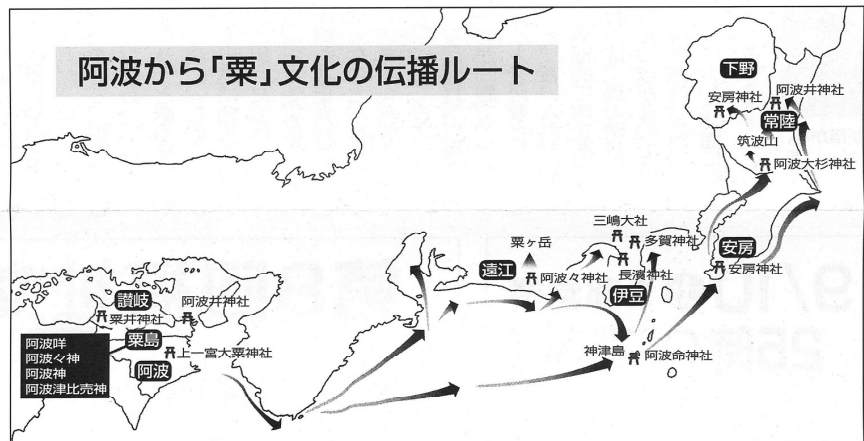 阿波から「粟」文化の伝播ルート
下野
安房神社
阿波井神社
常陸
筑波山
阿波大杉神社
三嶋大社
多賀神社
粟ヶ岳
遠江
阿波々神社
長濱神社
伊豆
安房
安房神社
讃岐
阿波井神社
粟井神社
粟島
上一宮大粟神社
阿波
阿波咩
阿波々神
阿波神
阿波津比売神
神津島
阿波命神社